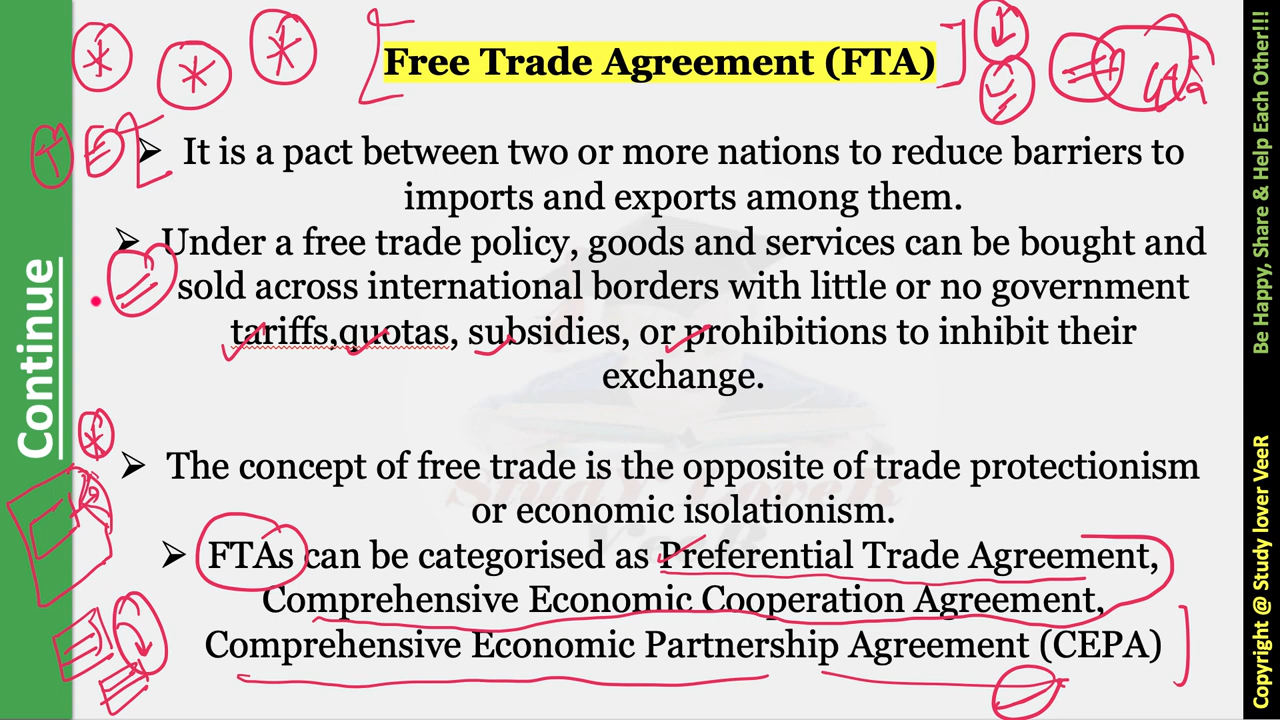 Free Trade Agreement (FTA)
It is a pact between two or more nations to reduce barriers to
imports and exports among them.
Under a free trade policy, goods and services can be bought and
sold across international borders with little or no government
tariffs,quotas, subsidies, or prohibitions to inhibit their
exchange.
The concept of free trade is the opposite of trade protectionism
or economic isolationism.
FTAs can be categorised as Preferential Trade Agreement,
Comprehensive Economic Cooperation Agreement,
Comprehensive Economic Partnership Agreement (CEPA)
Continue
Be Happy, Share & Help Each Other!!!
Copyright @ Study lover VeeR